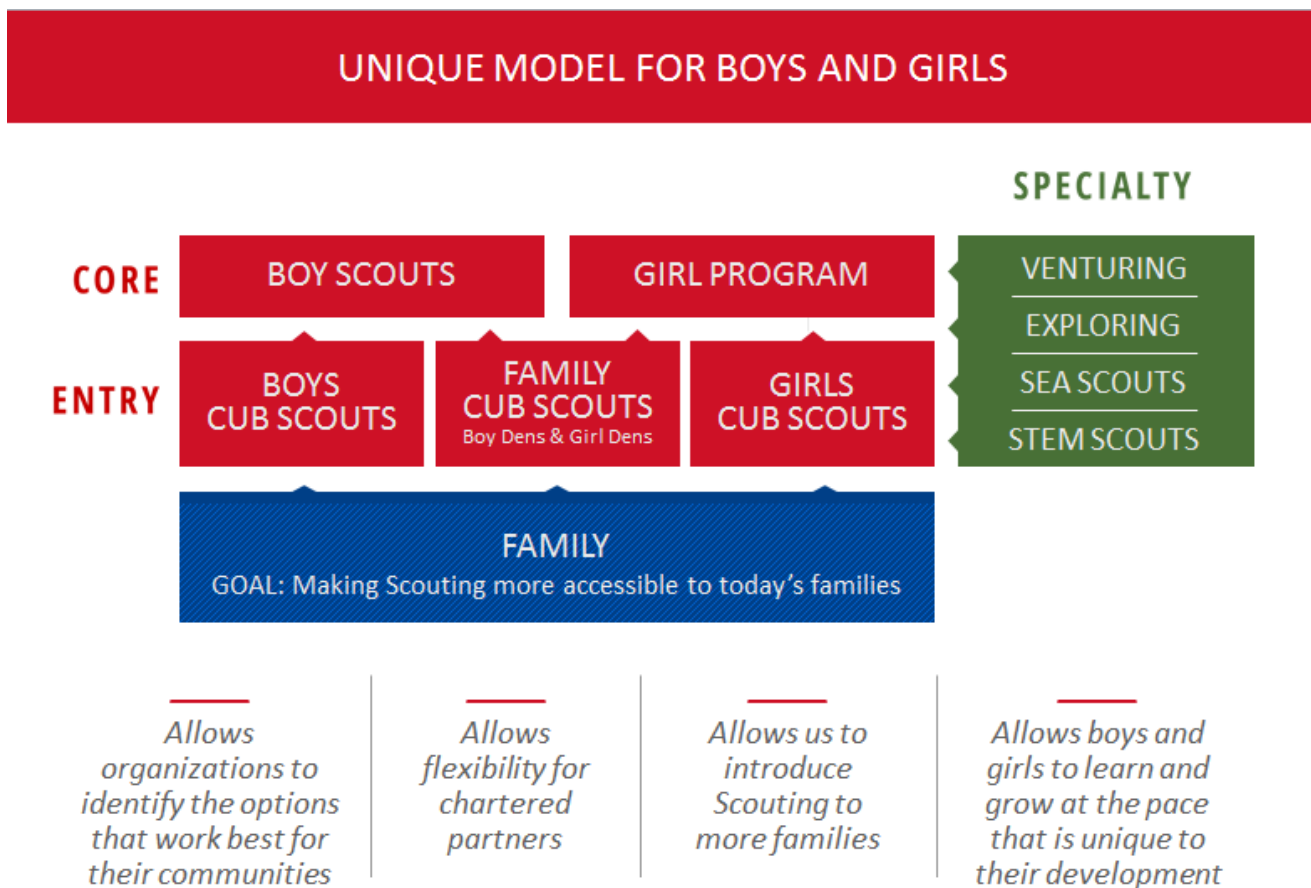 UNIQUE MODEL FOR BOYS AND GIRLS
SPECIALTY
CORE
BOY SCOUTS
GIRL PROGRAM
VENTURING
EXPLORING
SEA SCOUTS
STEM SCOUTS
ENTRY
BOYS
CUB SCOUTS
FAMILY
CUB SCOUTS
Boy Dens & Girl Dens
GIRLS
CUB SCOUTS
FAMILY
GOAL: Making Scouting more accessible to today's families
Allows
organizations to
identify the options
that work best for
their communities
Allows
flexibility for
chartered
partners
Allows us to
introduce
Scouting to
more families
Allows boys and
girls to learn and
grow at the pace
that is unique to
their development